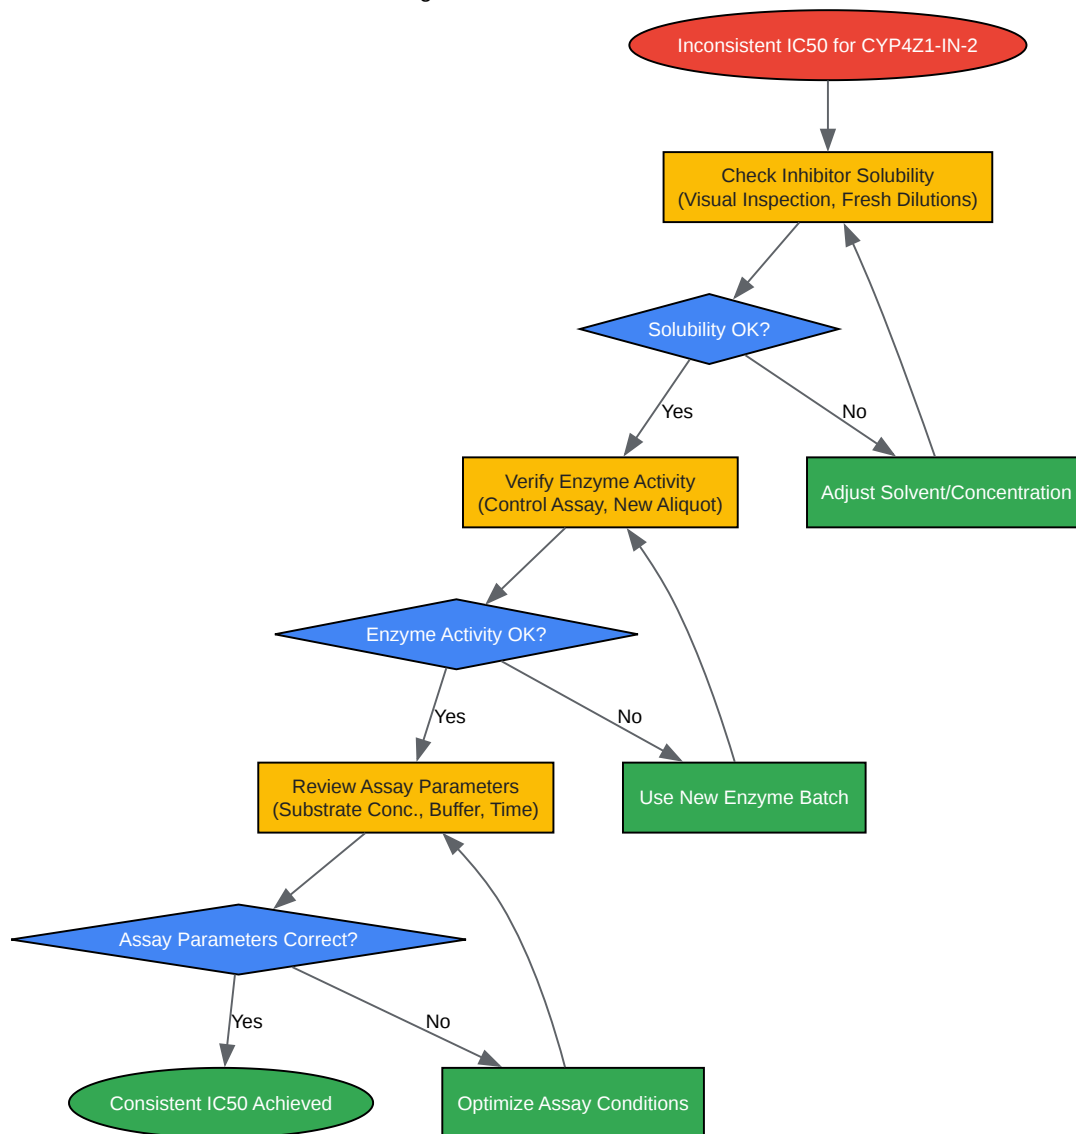 Inconsistent IC50 for CYP4Z1-IN-2
Check Inhibitor Solubility
(Visual Inspection, Fresh Dilutions)
Solubility OK?
Yes
No
Verify Enzyme Activity
(Control Assay, New Aliquot)
Adjust Solvent/Concentration
Enzyme Activity OK?
Yes
No
Review Assay Parameters
(Substrate Conc., Buffer, Time)
Use New Enzyme Batch
Assay Parameters Correct?
Yes
No
Consistent IC50 Achieved
Optimize Assay Conditions